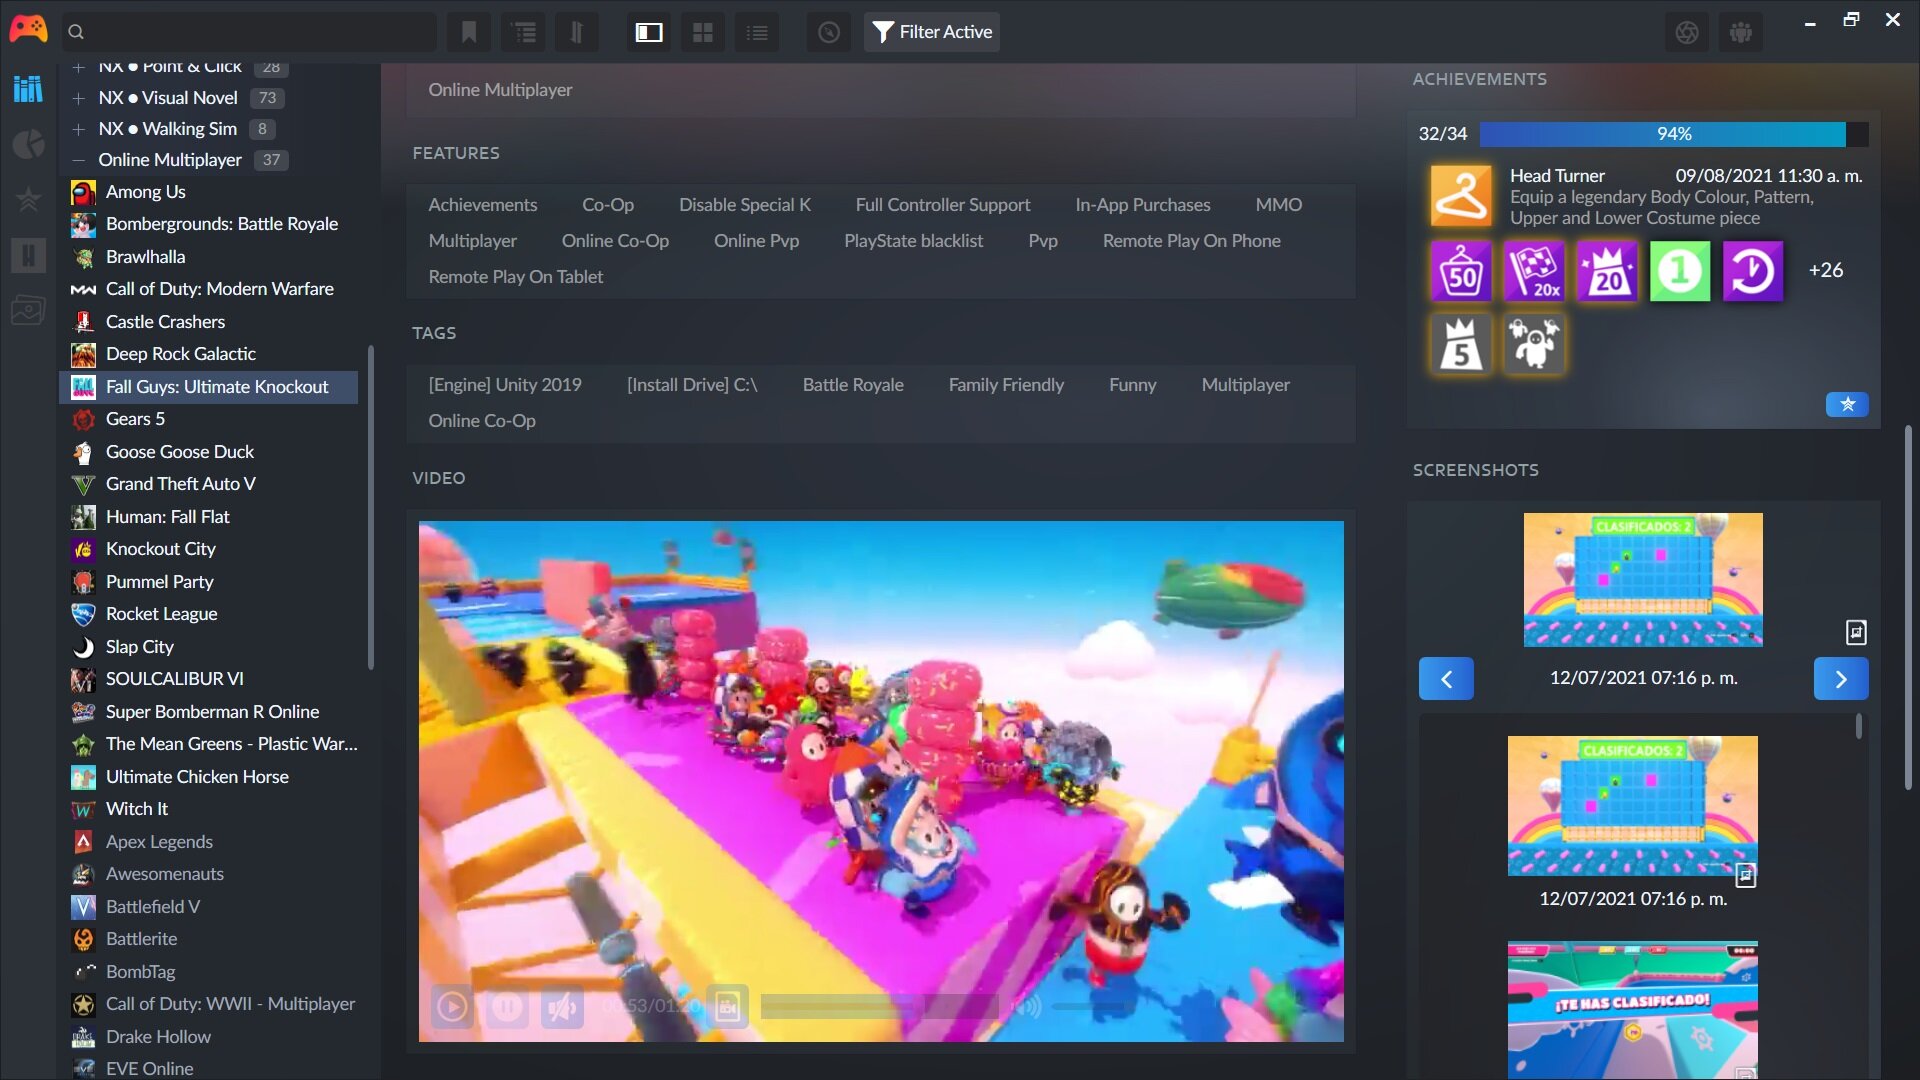 Filter Active
NX ● Point & Click 28
NX ● Visual Novel 73
NX ● Walking Sim 8
Online Multiplayer 37
Among Us
Bombergrounds: Battle Royale
Brawlhalla
Call of Duty: Modern Warfare
Castle Crashers
Deep Rock Galactic
Fall Guys: Ultimate Knockout
Gears 5
Goose Goose Duck
Grand Theft Auto V
Human: Fall Flat
Knockout City
Pummel Party
Rocket League
Slap City
SOULCALIBUR VI
Super Bomberman R Online
The Mean Greens - Plastic War...
Ultimate Chicken Horse
Witch It
Apex Legends
Awesomenauts
Battlefield V
Battlerite
BombTag
Call of Duty: WWII - Multiplayer
Drake Hollow
EVE Online
Online Multiplayer
FEATURES
Achievements Co-Op Disable Special K Full Controller Support In-App Purchases MMO
Multiplayer Online Co-Op Online Pvp PlayState blacklist Pvp Remote Play On Phone
Remote Play On Tablet
TAGS
[Engine] Unity 2019 [Install Drive] C:\ Battle Royale Family Friendly Funny Multiplayer
Online Co-Op
VIDEO
00:53/01:20
ACHIEVEMENTS
32/34 94%
Head Turner 09/08/2021 11:30 a. m.
Equip a legendary Body Colour, Pattern,
Upper and Lower Costume piece
50 20x 20 1 +26
5
SCREENSHOTS
CLASIFICADOS: 2
12/07/2021 07:16 p. m.
CLASIFICADOS: 2
12/07/2021 07:16 p. m.
¡TE HAS CLASIFICADO!